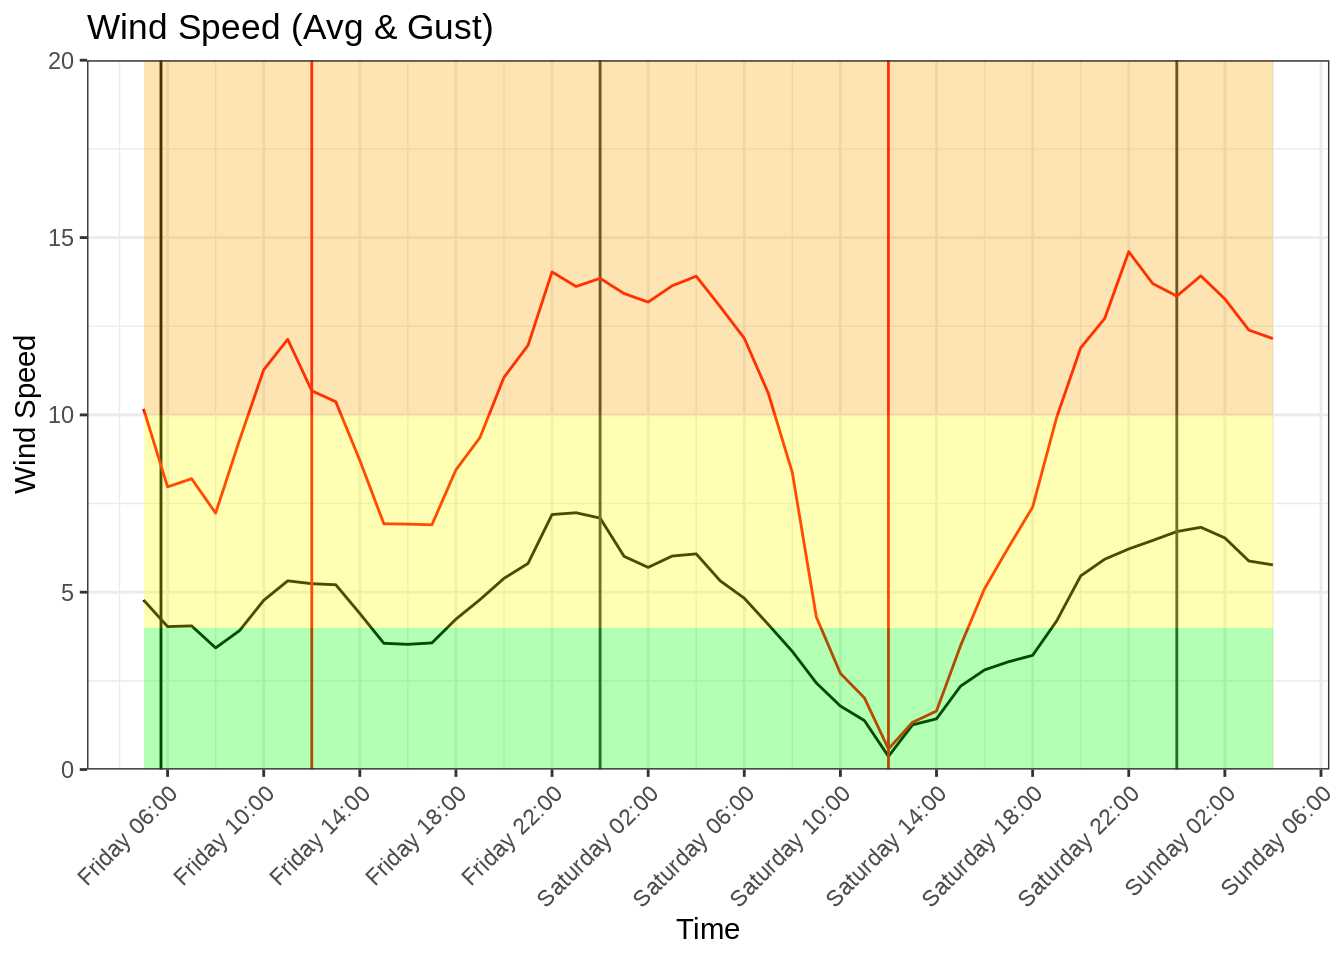 Wind Speed (Avg & Gust)
Wind Speed
20
15
10
5
0
Friday 06:00
Friday 10:00
Friday 14:00
Friday 18:00
Friday 22:00
Saturday 02:00
Saturday 06:00
Saturday 10:00
Saturday 14:00
Saturday 18:00
Saturday 22:00
Sunday 02:00
Sunday 06:00
Time